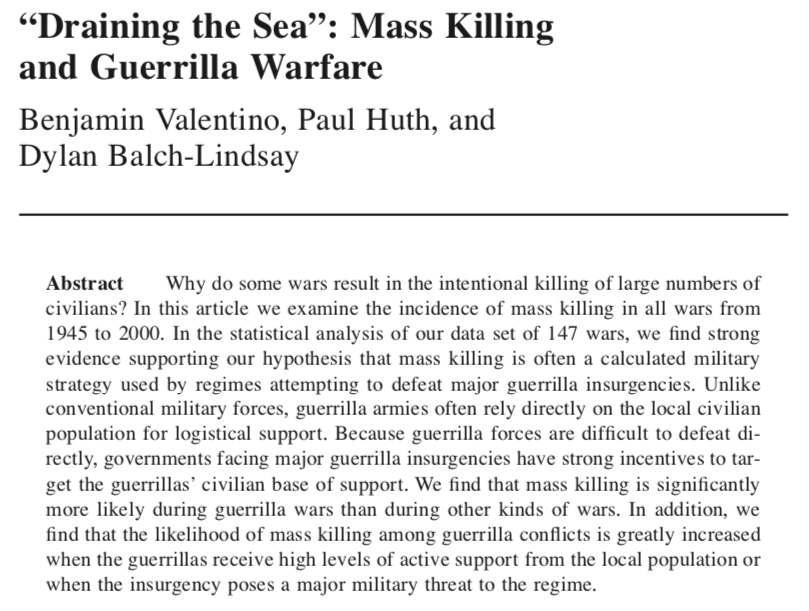 “Draining the Sea”: Mass Killing
and Guerrilla Warfare
Benjamin Valentino, Paul Huth, and
Dylan Balch-Lindsay
Abstract Why do some wars result in the intentional killing of large numbers of
civilians? In this article we examine the incidence of mass killing in all wars from
1945 to 2000. In the statistical analysis of our data set of 147 wars, we find strong
evidence supporting our hypothesis that mass killing is often a calculated military
strategy used by regimes attempting to defeat major guerrilla insurgencies. Unlike
conventional military forces, guerrilla armies often rely directly on the local civilian
population for logistical support. Because guerrilla forces are difficult to defeat di-
rectly, governments facing major guerrilla insurgencies have strong incentives to tar-
get the guerrillas’ civilian base of support. We find that mass killing is significantly
more likely during guerrilla wars than during other kinds of wars. In addition, we
find that the likelihood of mass killing among guerrilla conflicts is greatly increased
when the guerrillas receive high levels of active support from the local population or
when the insurgency poses a major military threat to the regime.